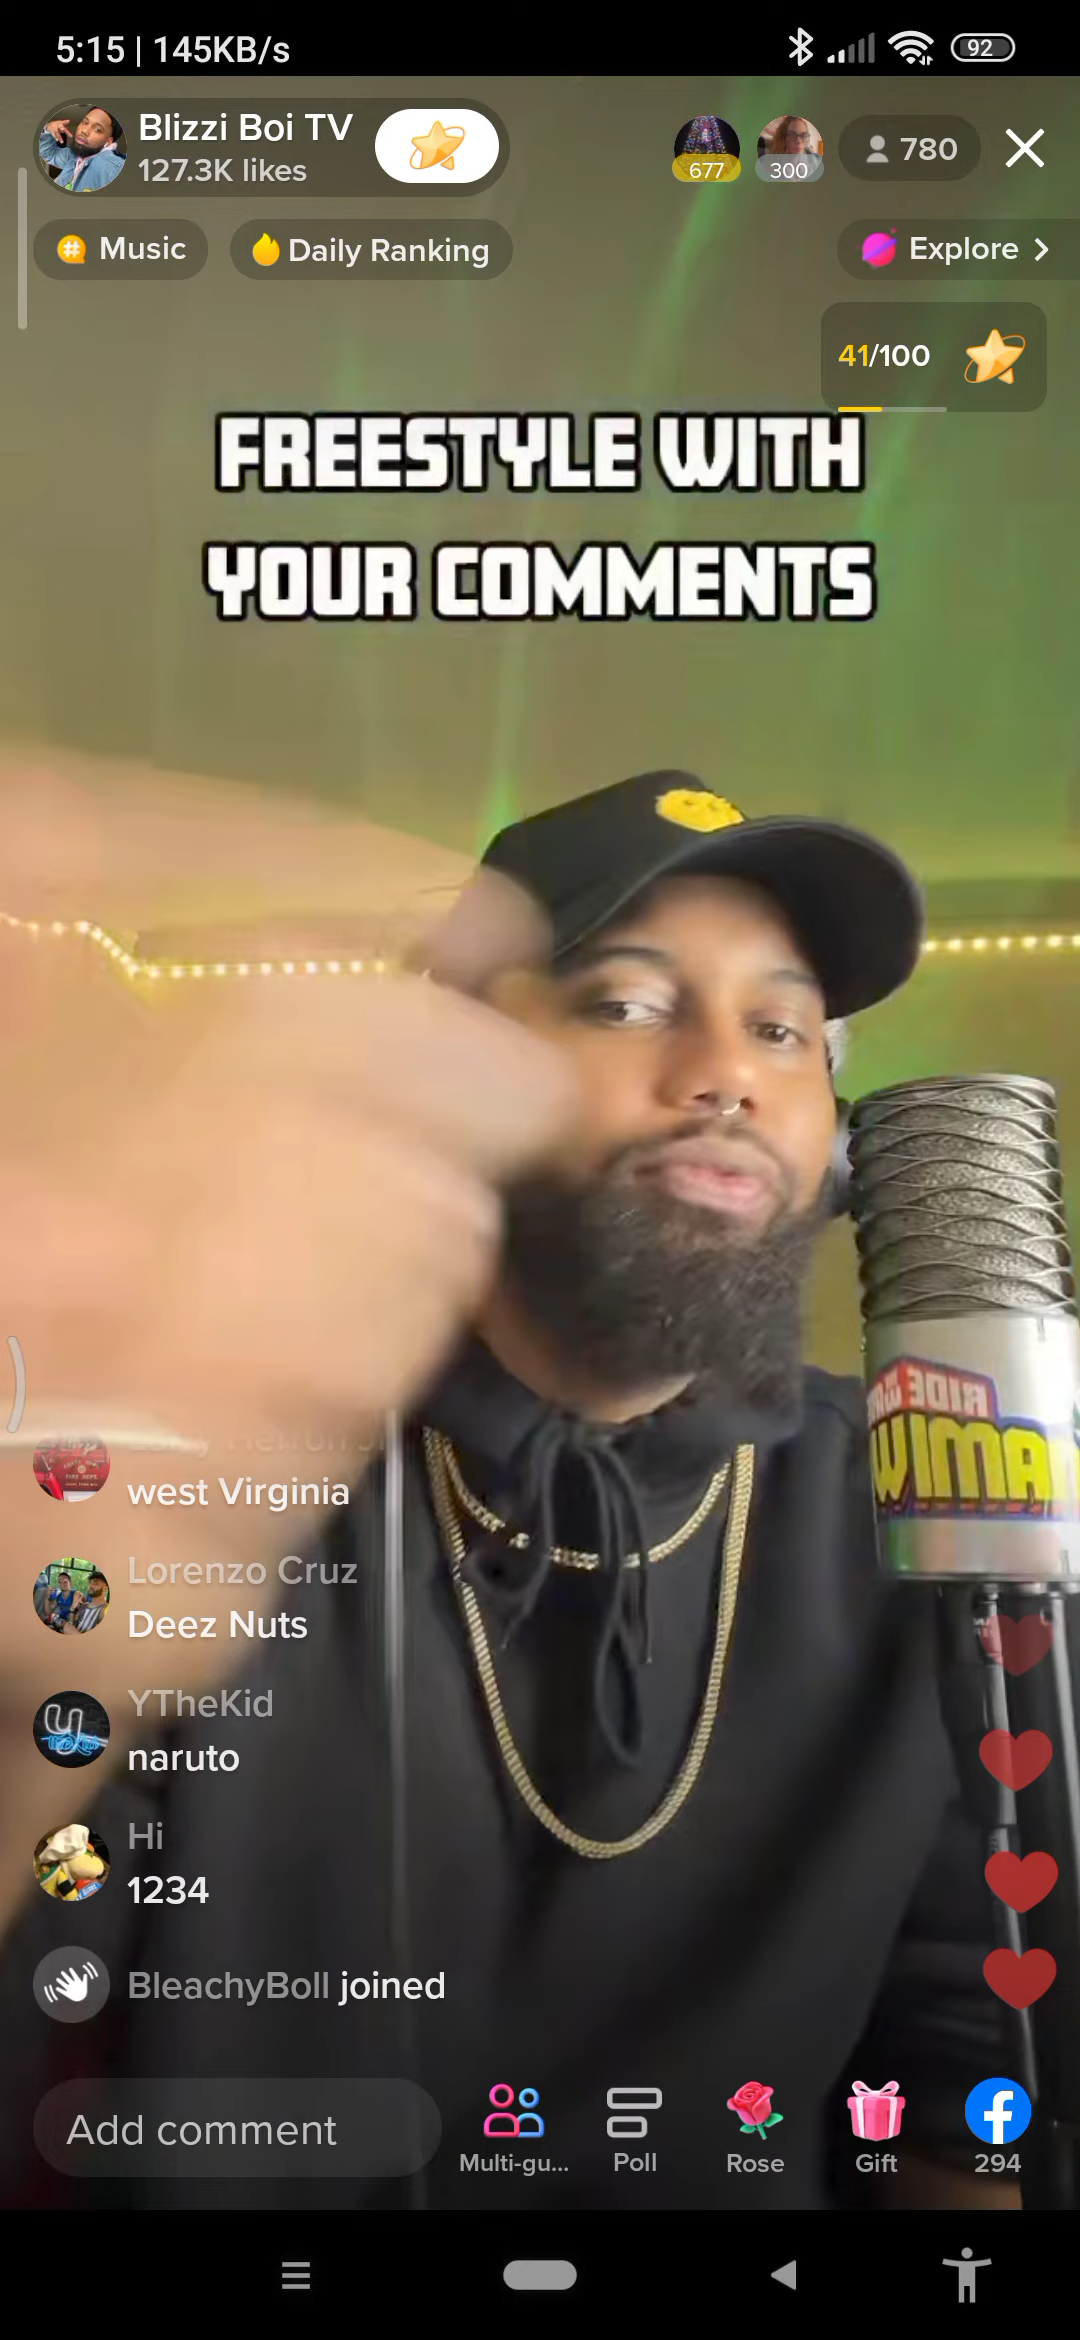 5:15 | 145KB/s
92
Blizzi Boi TV
127.3K likes
677
300
780
Music
Daily Ranking
Explore
41/100
FREESTYLE WITH
YOUR COMMENTS
west Virginia
Lorenzo Cruz
Deez Nuts
YTheKid
naruto
Hi
1234
BleachyBoll joined
Add comment
Multi-gu...
Poll
Rose
Gift
294